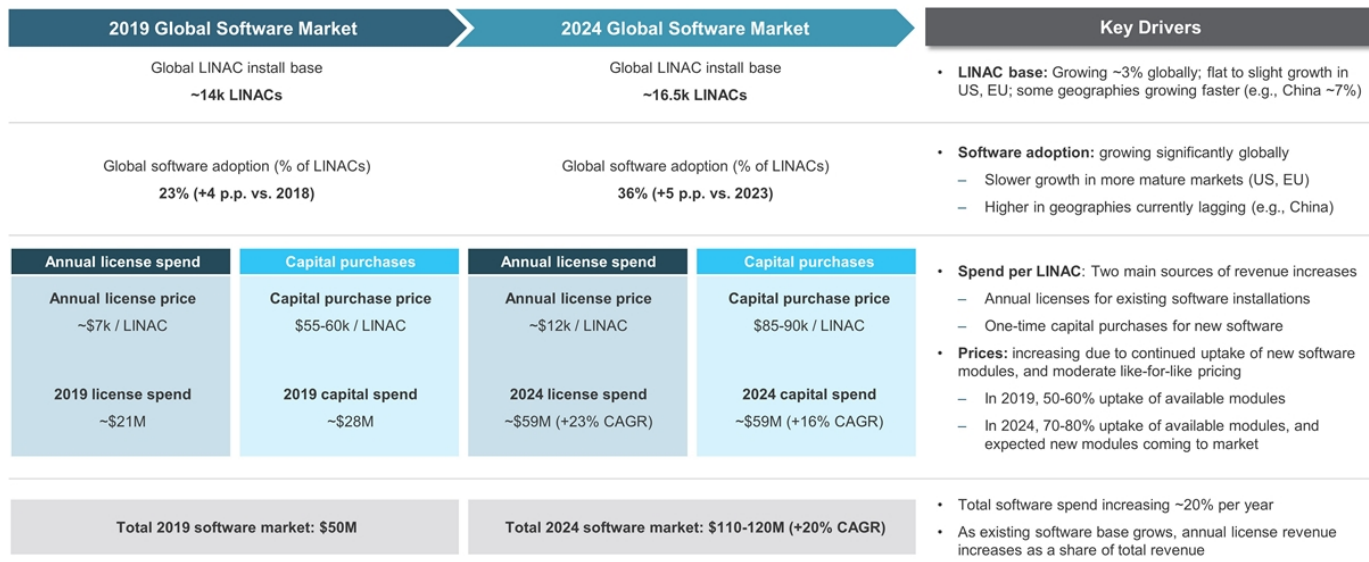 2019 Global Software Market
2024 Global Software Market
Key Drivers
Global LINAC install base
~14k LINACs
Global LINAC install base
~16.5k LINACs
• LINAC base: Growing ~3% globally; flat to slight growth in
US, EU; some geographies growing faster (e.g., China ~7%)
Global software adoption (% of LINACs)
23% (+4 p.p. vs. 2018)
Global software adoption (% of LINACs)
36% (+5 p.p. vs. 2023)
• Software adoption: growing significantly globally
– Slower growth in more mature markets (US, EU)
– Higher in geographies currently lagging (e.g., China)
Annual license spend
Annual license price
~$7k / LINAC
2019 license spend
~$21M
Capital purchases
Capital purchase price
$55-60k / LINAC
2019 capital spend
~$28M
Annual license spend
Annual license price
~$12k / LINAC
2024 license spend
~$59M (+23% CAGR)
Capital purchases
Capital purchase price
$85-90k / LINAC
2024 capital spend
~$59M (+16% CAGR)
• Spend per LINAC: Two main sources of revenue increases
– Annual licenses for existing software installations
– One-time capital purchases for new software
• Prices: increasing due to continued uptake of new software
modules, and moderate like-for-like pricing
– In 2019, 50-60% uptake of available modules
– In 2024, 70-80% uptake of available modules, and
expected new modules coming to market
Total 2019 software market: $50M
Total 2024 software market: $110-120M (+20% CAGR)
• Total software spend increasing ~20% per year
• As existing software base grows, annual license revenue
increases as a share of total revenue